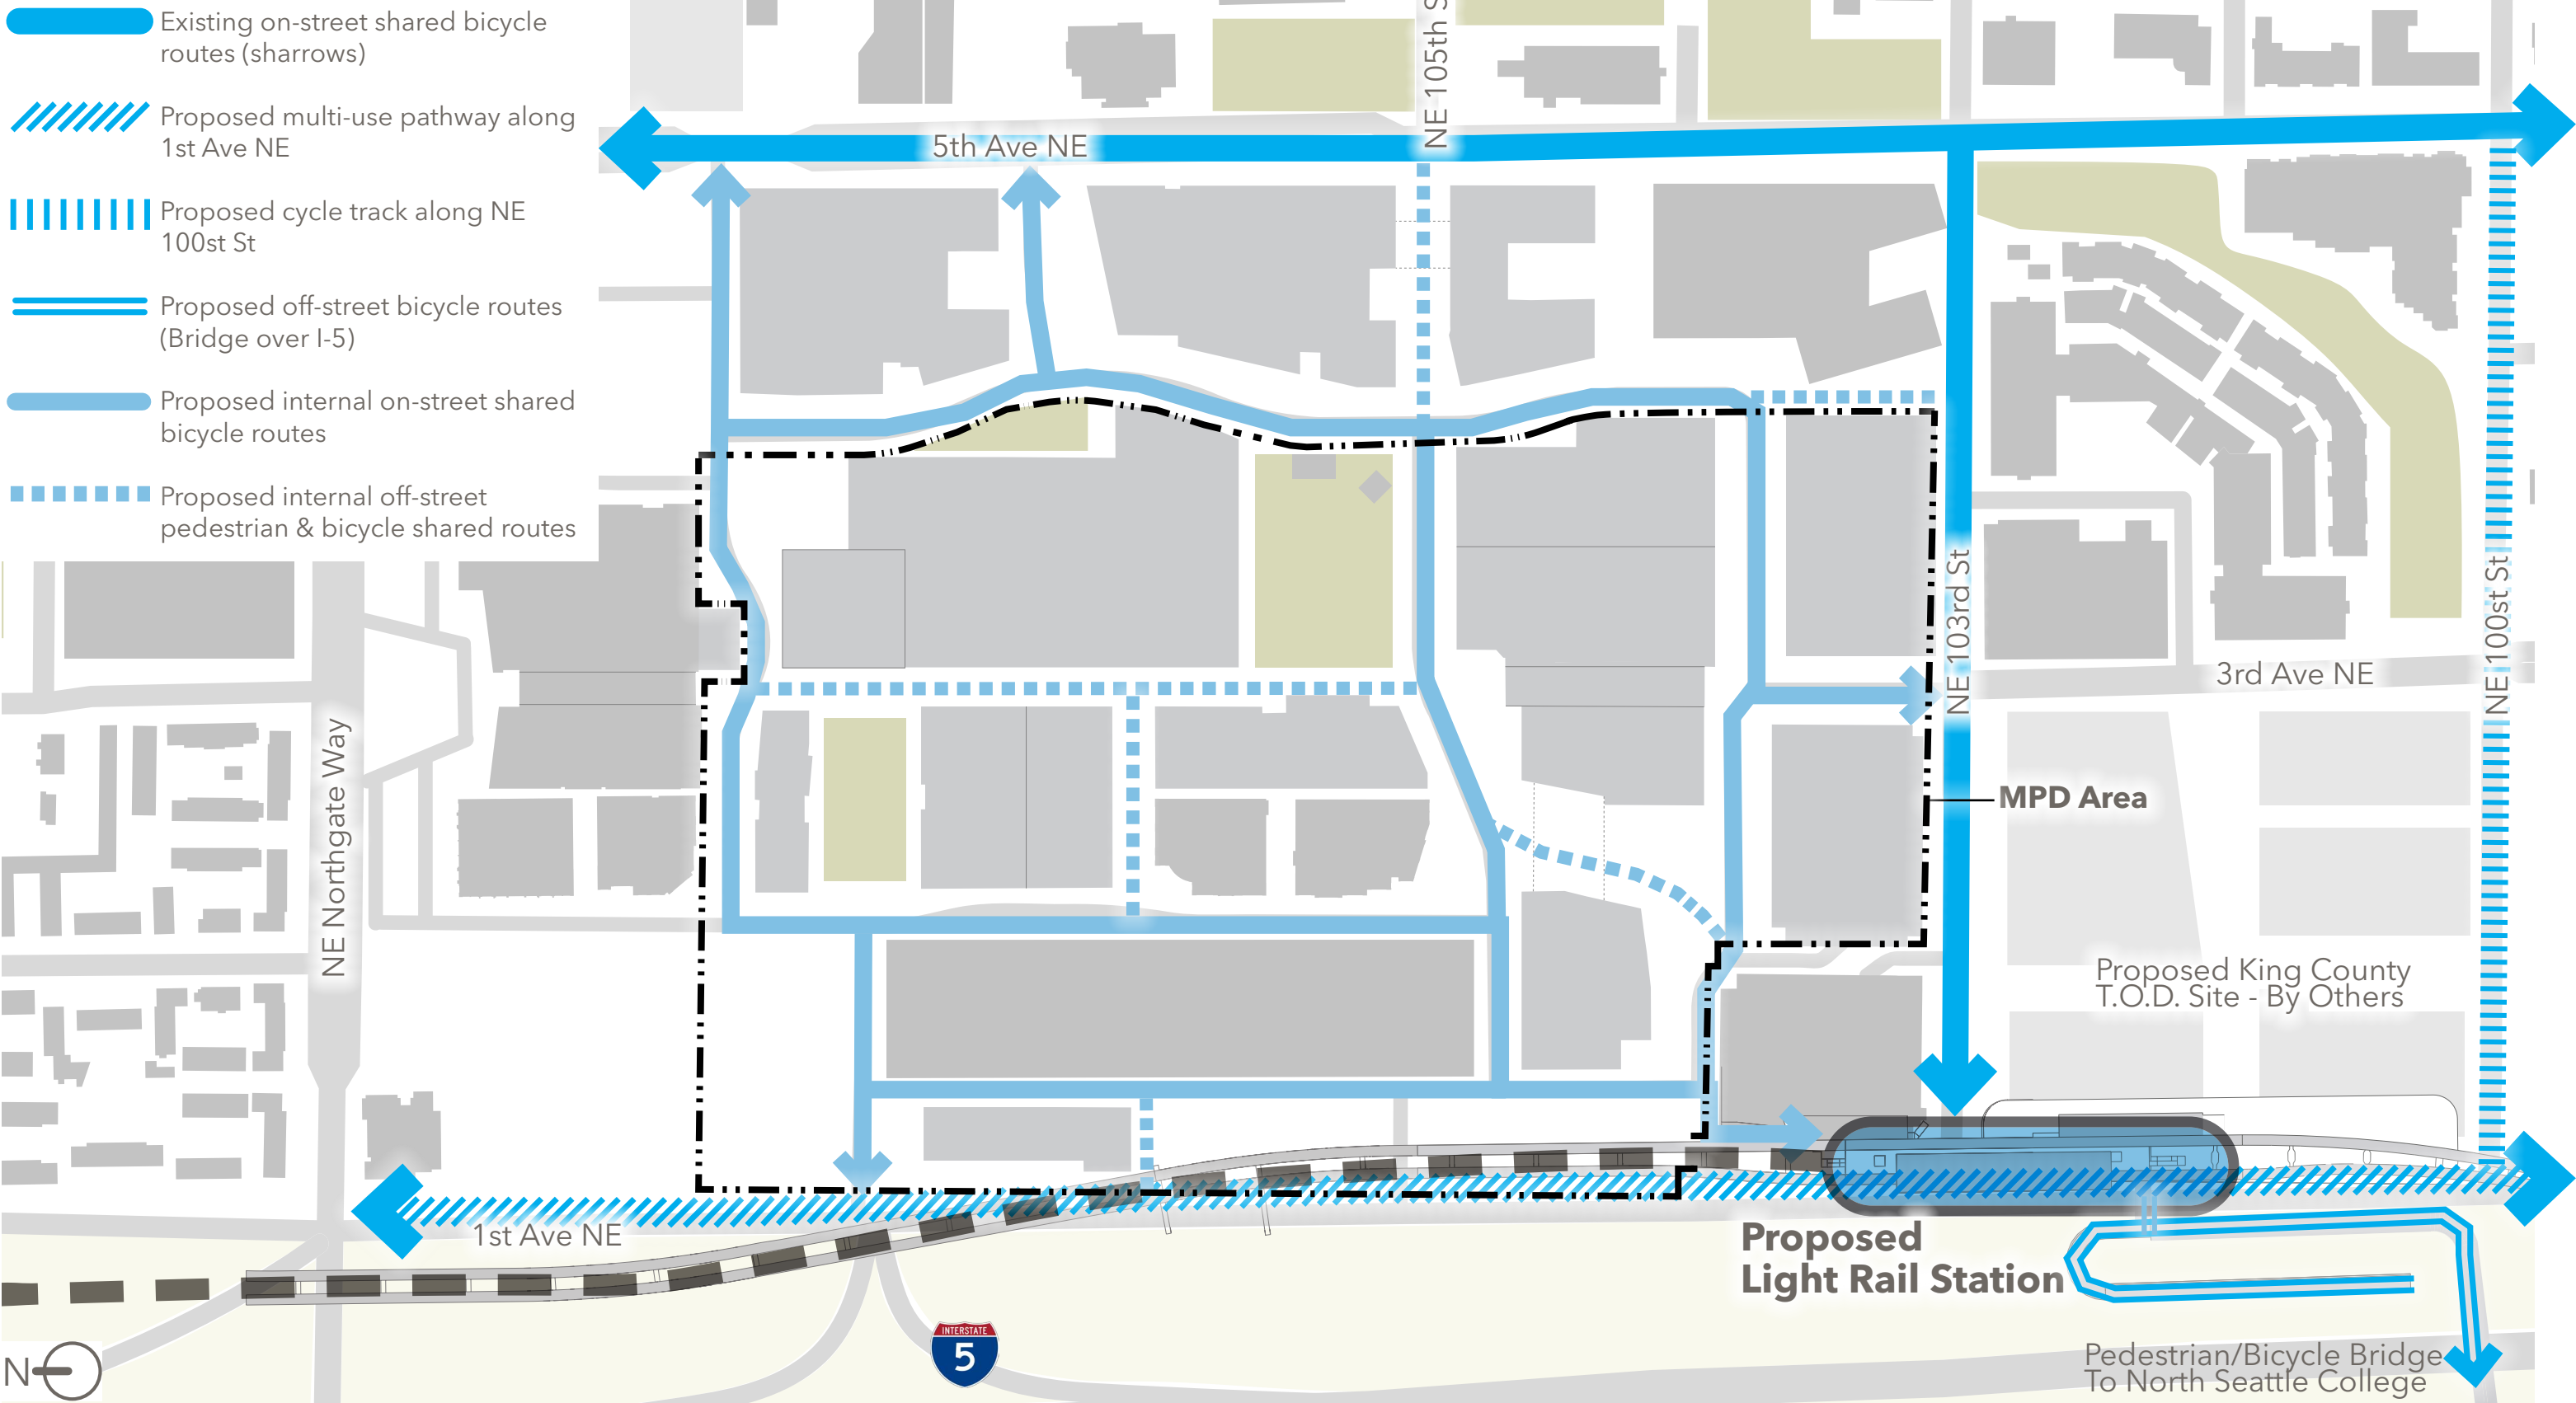 Existing on-street shared bicycle
routes (sharrows)
Proposed multi-use pathway along
1st Ave NE
Proposed cycle track along NE
100st St
Proposed off-street bicycle routes
(Bridge over I-5)
Proposed internal on-street shared
bicycle routes
Proposed internal off-street
pedestrian & bicycle shared routes
5th Ave NE
NE 105th S
NE 103rd St
NE 100st St
3rd Ave NE
NE Northgate Way
MPD Area
Proposed King County
T.O.D. Site - By Others
1st Ave NE
Proposed
Light Rail Station
INTERSTATE
5
Pedestrian/Bicycle Bridge
To North Seattle College
N